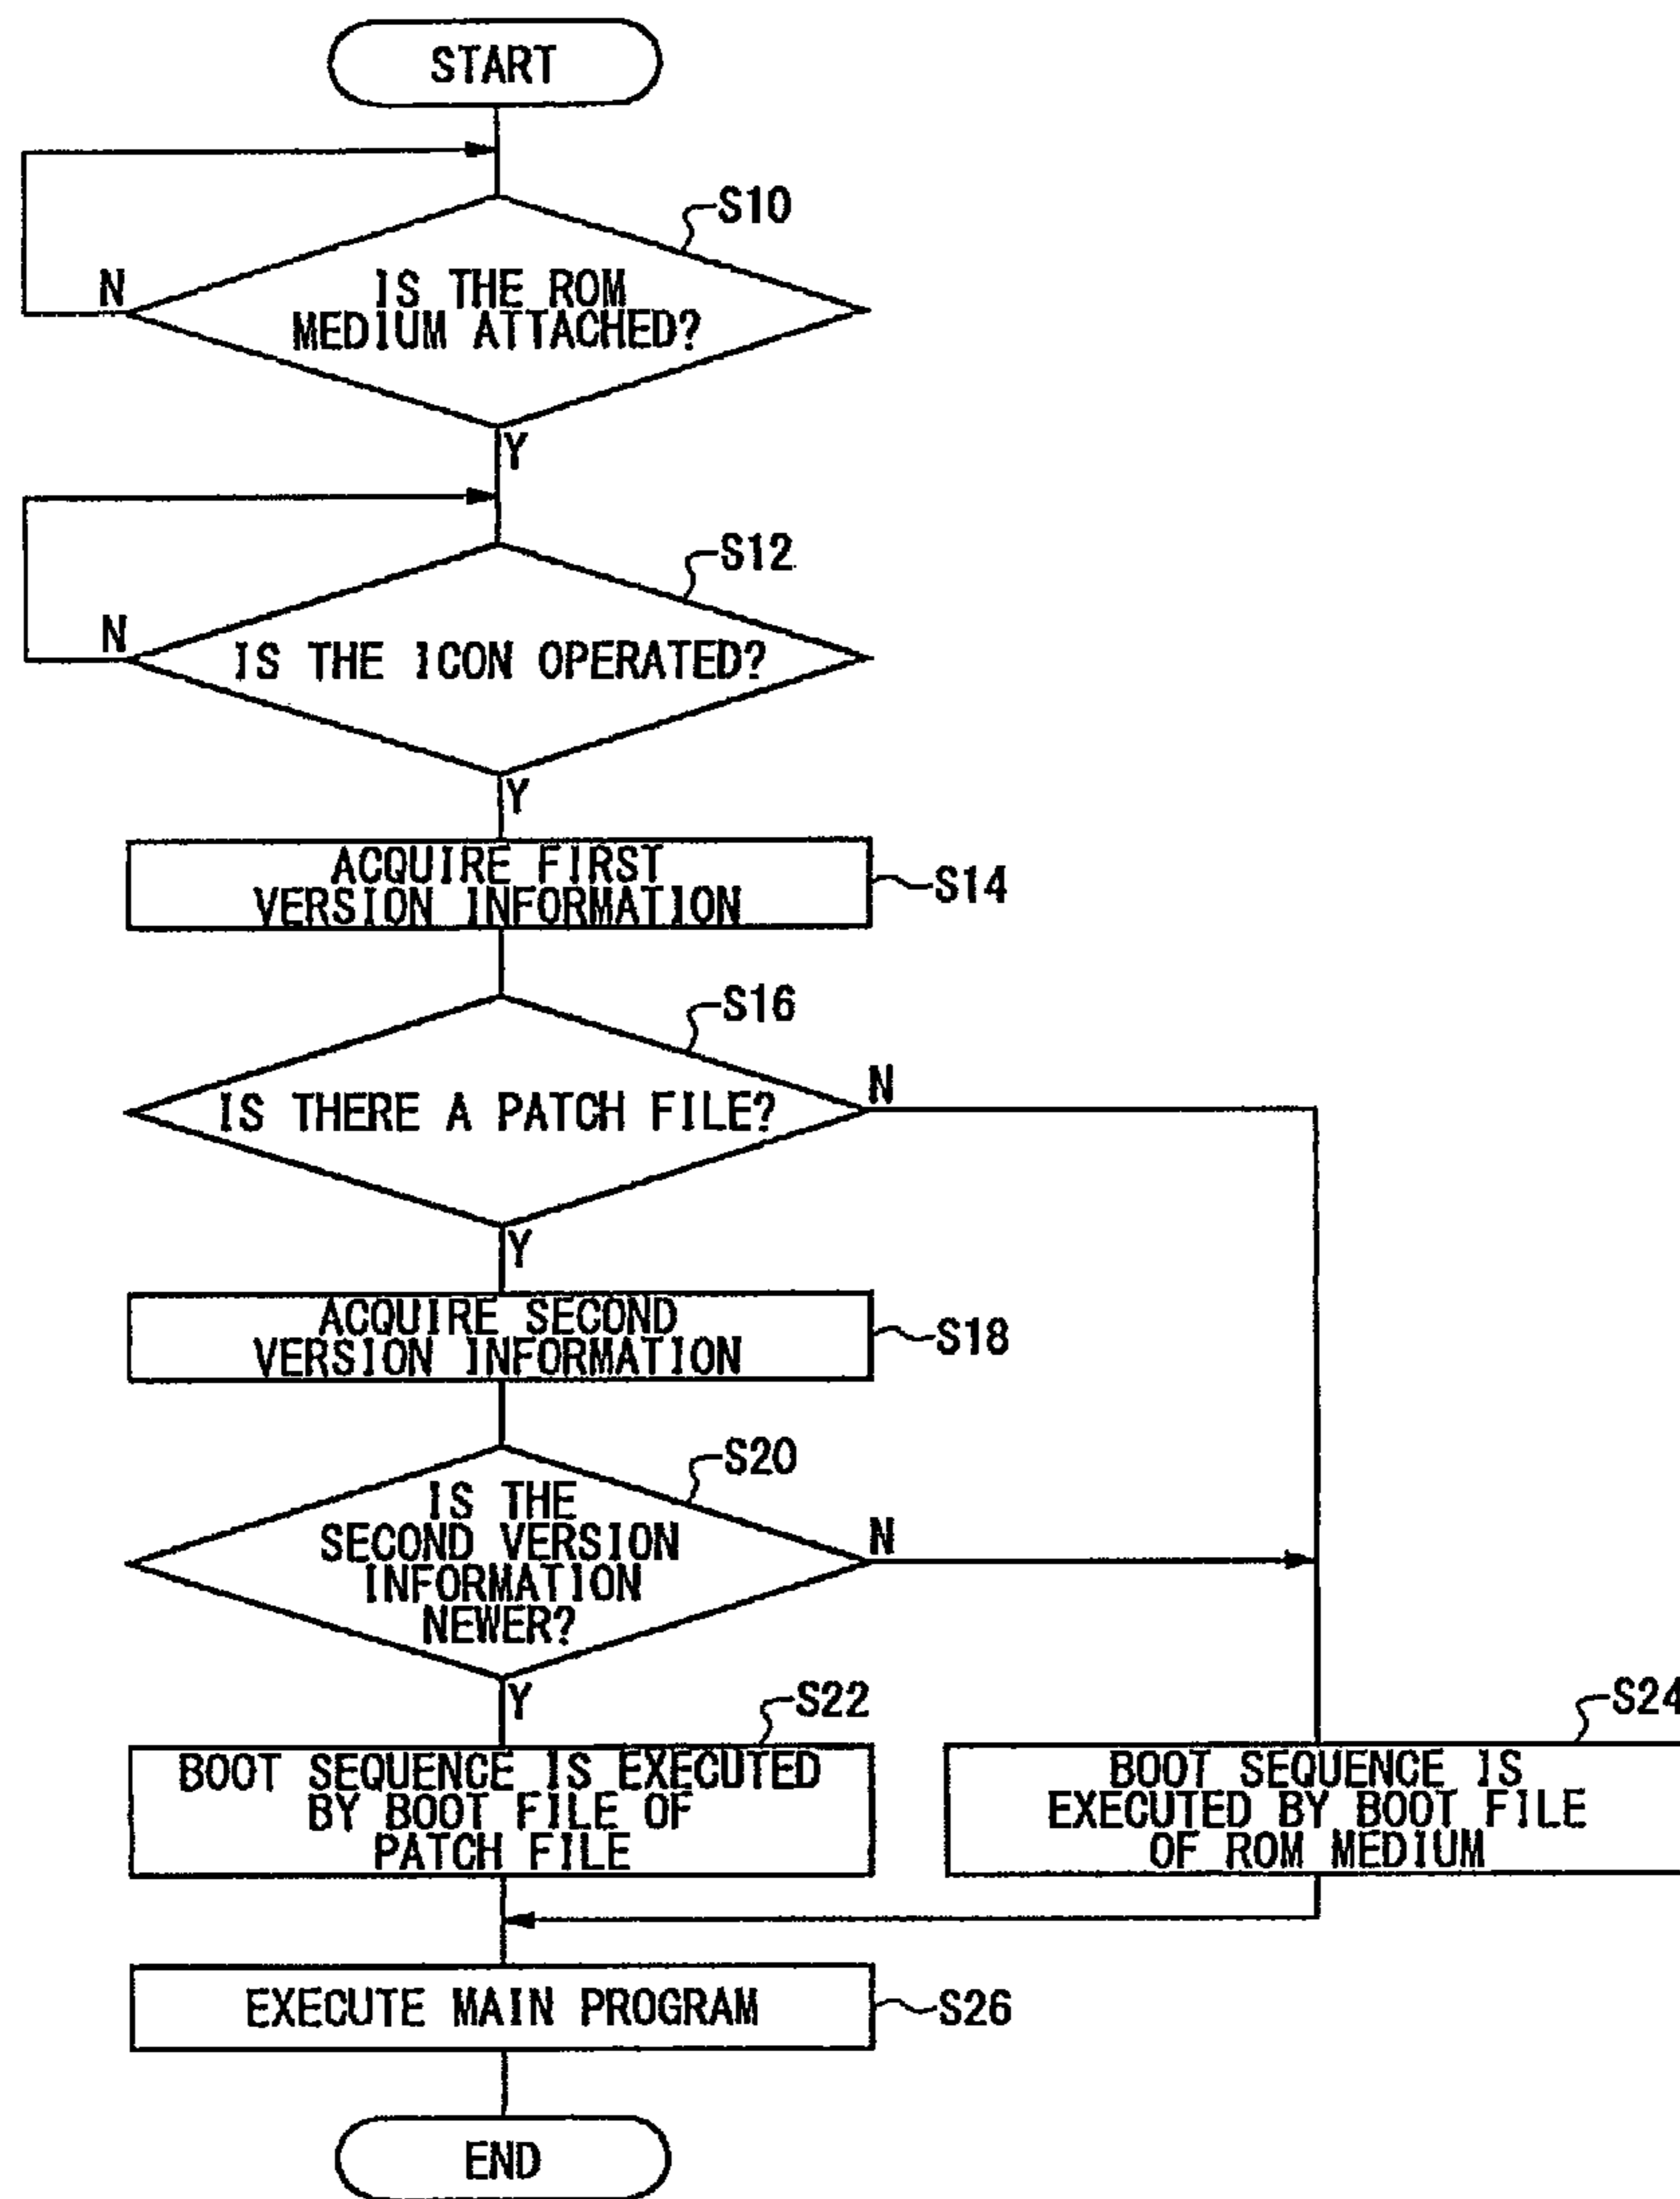 START
S10
N
IS THE ROM
MEDIUM ATTACHED?
Y
S12
N
IS THE ICON OPERATED?
Y
ACQUIRE FIRST
VERSION INFORMATION
S14
S16
N
IS THERE A PATCH FILE?
Y
ACQUIRE SECOND
VERSION INFORMATION
S18
S20
N
IS THE
SECOND VERSION
INFORMATION
NEWER?
Y
S22
S24
BOOT SEQUENCE IS EXECUTED
BY BOOT FILE OF
PATCH FILE
BOOT SEQUENCE IS
EXECUTED BY BOOT FILE
OF ROM MEDIUM
EXECUTE MAIN PROGRAM
S26
END